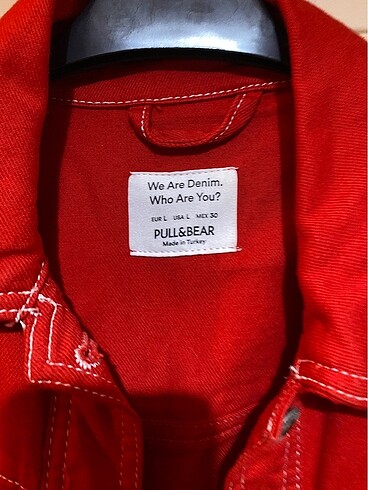 We Are Denim.
Who Are You?
EUR L USA L MEX 30
PULL&BEAR
Made in Turkey